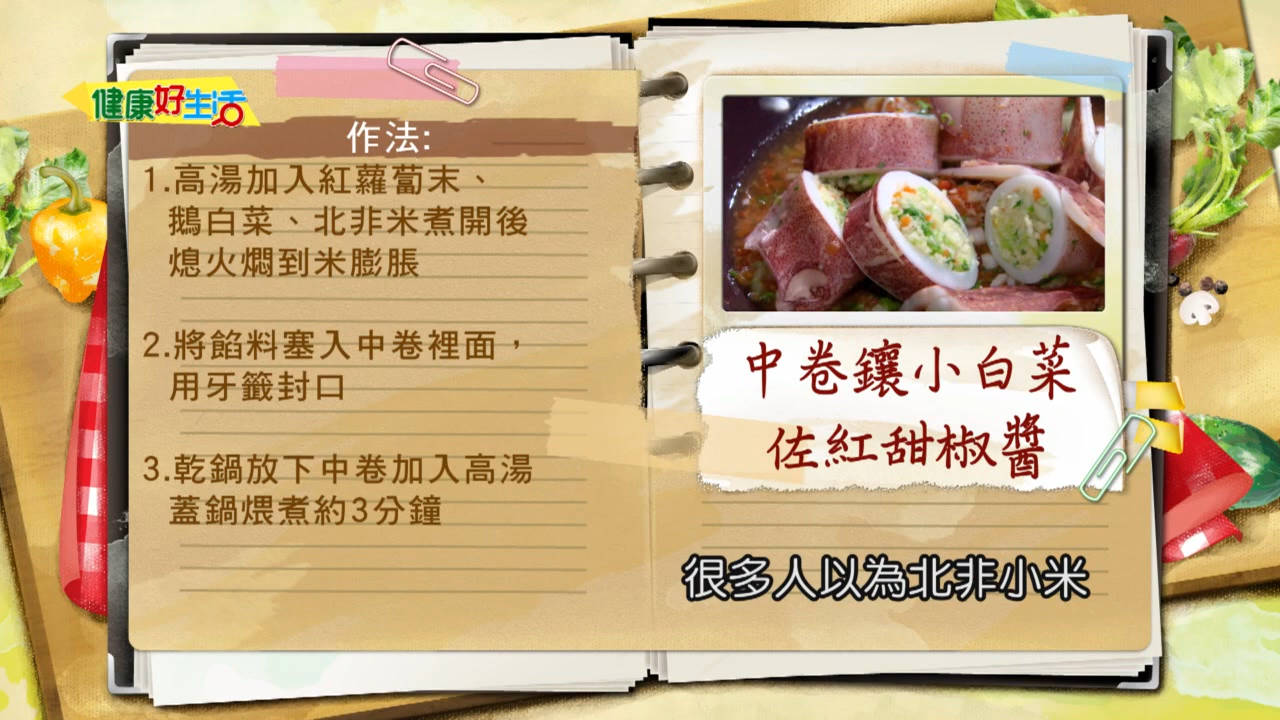 健康好生活
作法:
1.高湯加入紅蘿蔔末、
鵝白菜、北非米煮開後
熄火燜到米膨脹
2.將餡料塞入中卷裡面，
用牙籤封口
3.乾鍋放下中卷加入高湯
蓋鍋煨煮約3分鐘
中卷鑲小白菜
佐紅甜椒醬
很多人以為北非小米